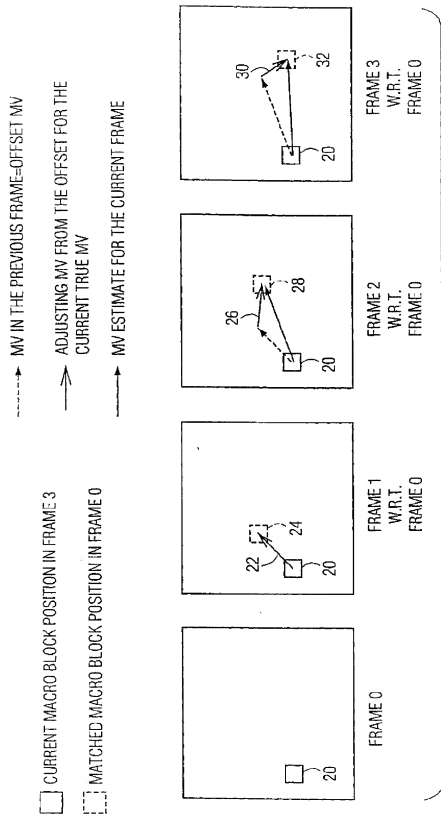 CURRENT MACRO BLOCK POSITION IN FRAME 3
MATCHED MACRO BLOCK POSITION IN FRAME 0
MV IN THE PREVIOUS FRAME=OFFSET MV
ADJUSTING MV FROM THE OFFSET FOR THE
CURRENT TRUE MV
MV ESTIMATE FOR THE CURRENT FRAME
20
FRAME 0
22
24
20
FRAME 1
W.R.T.
FRAME 0
26
28
20
FRAME 2
W.R.T.
FRAME 0
30
32
20
FRAME 3
W.R.T.
FRAME 0